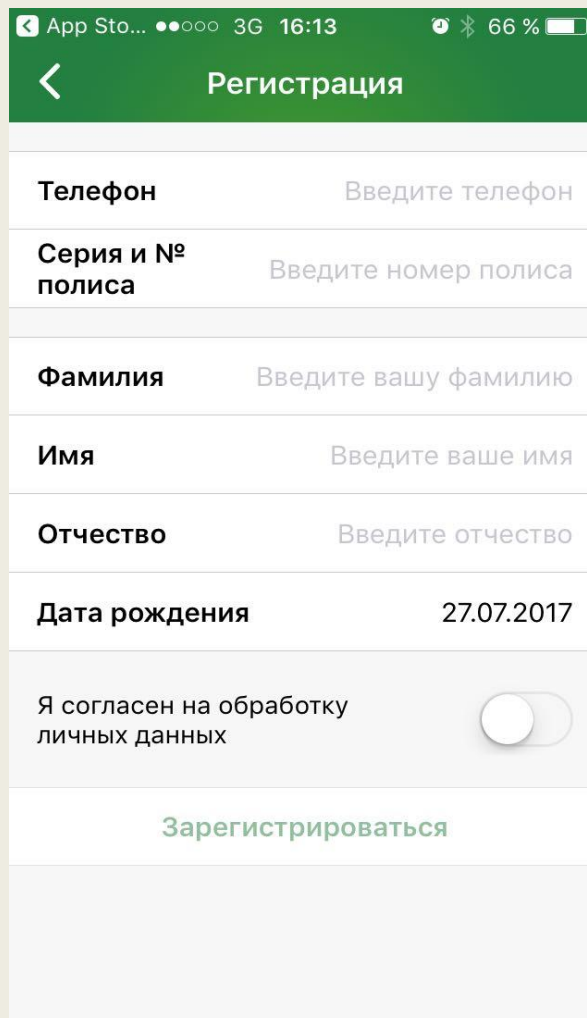 App Sto... 3G 16:13 66 %
Регистрация
Телефон Введите телефон
Серия и №
полиса Введите номер полиса
Фамилия Введите вашу фамилию
Имя Введите ваше имя
Отчество Введите отчество
Дата рождения 27.07.2017
Я согласен на обработку
личных данных
Зарегистрироваться